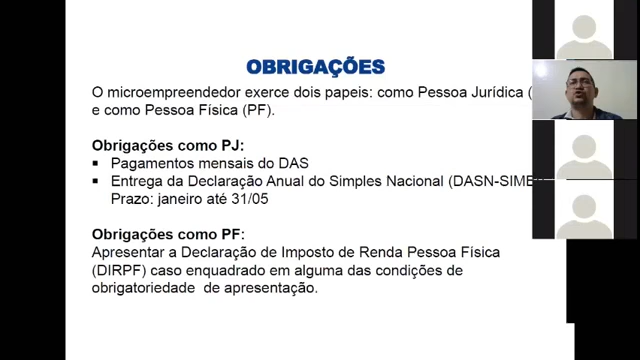 OBRIGAÇÕES
O microempreendedor exerce dois papeis: como Pessoa Jurídica (
e como Pessoa Física (PF).
Obrigações como PJ:
▪ Pagamentos mensais do DAS
▪ Entrega da Declaração Anual do Simples Nacional (DASN-SIME
Prazo: janeiro até 31/05
Obrigações como PF:
Apresentar a Declaração de Imposto de Renda Pessoa Física
(DIRPF) caso enquadrado em alguma das condições de
obrigatoriedade de apresentação.